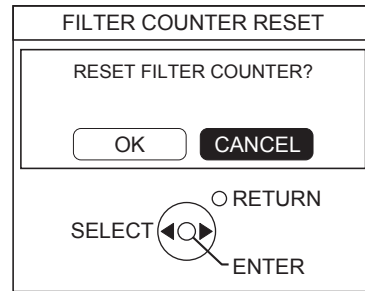 FILTER COUNTER RESET
RESET FILTER COUNTER?
OK CANCEL
RETURN
SELECT
ENTER